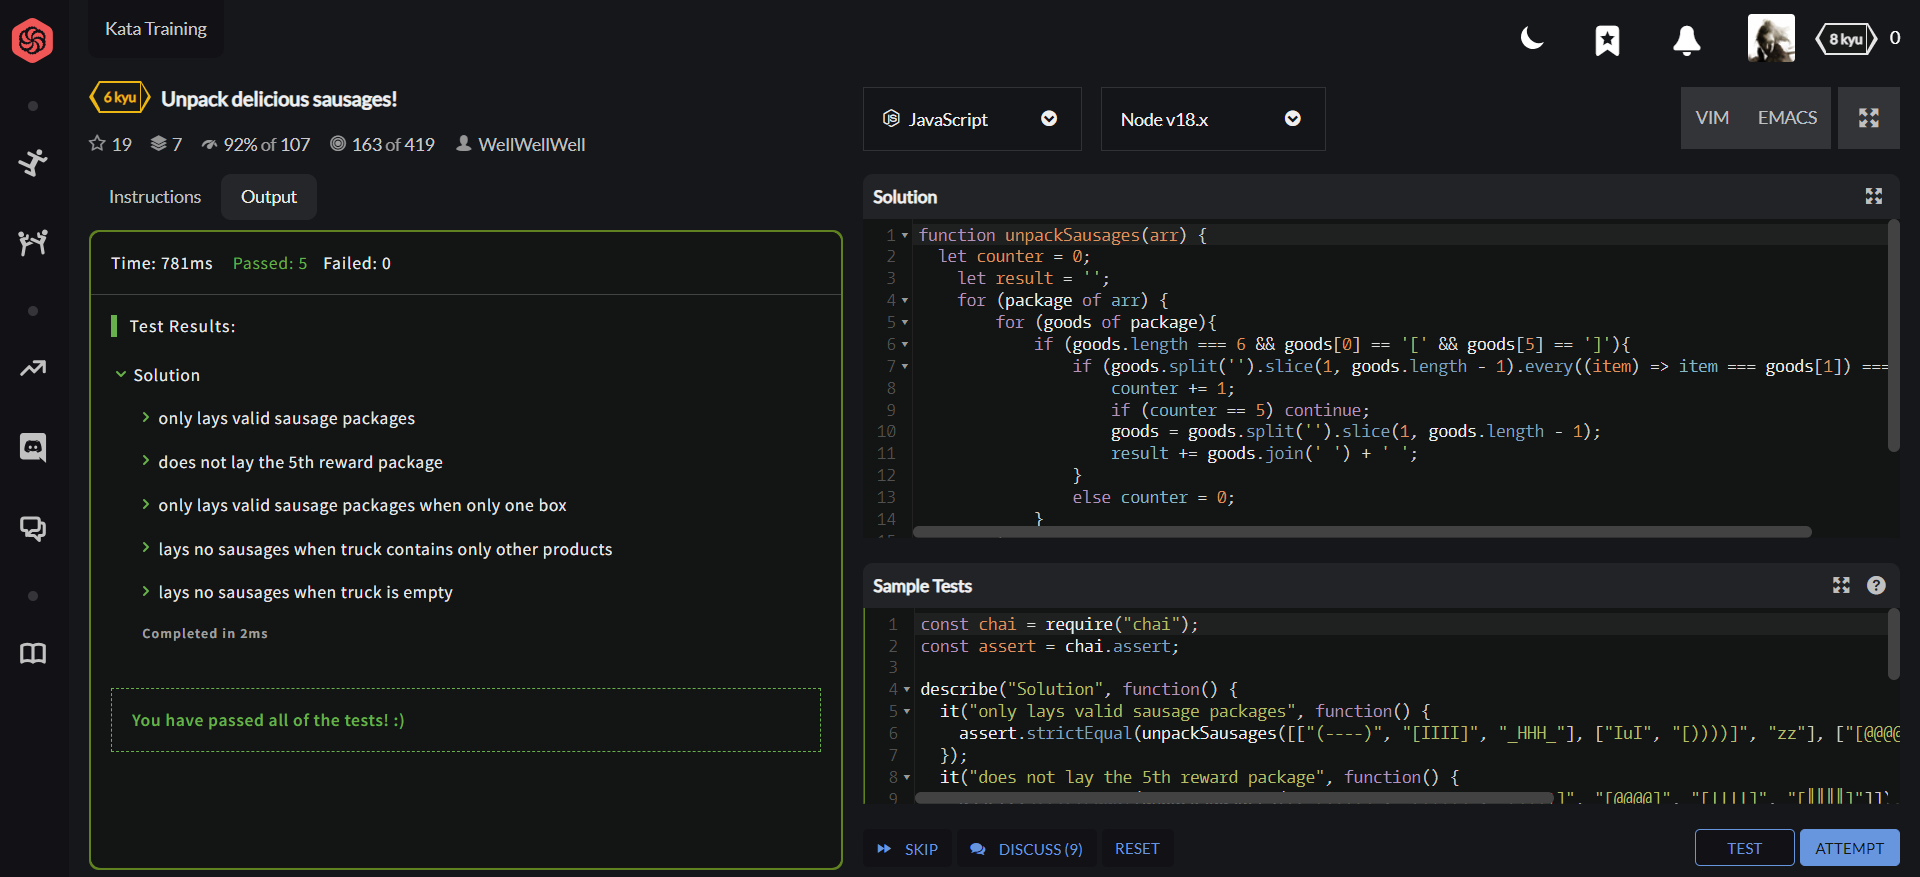 Kata Training
8 kyu 0
6 kyu Unpack delicious sausages!
19 7 92% of 107 163 of 419 WellWellWell
JavaScript
Node v18.x
VIM EMACS
Instructions Output
Time: 781ms Passed: 5 Failed: 0
Test Results:
Solution
only lays valid sausage packages
does not lay the 5th reward package
only lays valid sausage packages when only one box
lays no sausages when truck contains only other products
lays no sausages when truck is empty
Completed in 2ms
You have passed all of the tests! :)
Solution
1 function unpackSausages(arr) {
2 let counter = 0;
3 let result = '';
4 for (package of arr) {
5 for (goods of package){
6 if (goods.length === 6 && goods[0] == '[' && goods[5] == ']'){
7 if (goods.split('').slice(1, goods.length - 1).every((item) => item === goods[1]) ===
8 counter += 1;
9 if (counter == 5) continue;
10 goods = goods.split('').slice(1, goods.length - 1);
11 result += goods.join(' ') + ' ';
12 }
13 else counter = 0;
14 }
Sample Tests
1 const chai = require("chai");
2 const assert = chai.assert;
3
4 describe("Solution", function() {
5 it("only lays valid sausage packages", function() {
6 assert.strictEqual(unpackSausages([["(----)", "[IIII]", "_HHH_"], ["IuI", "[))))]", "zz"], ["[@@@@
7 });
8 it("does not lay the 5th reward package", function() {
9
SKIP DISCUSS (9) RESET
TEST ATTEMPT